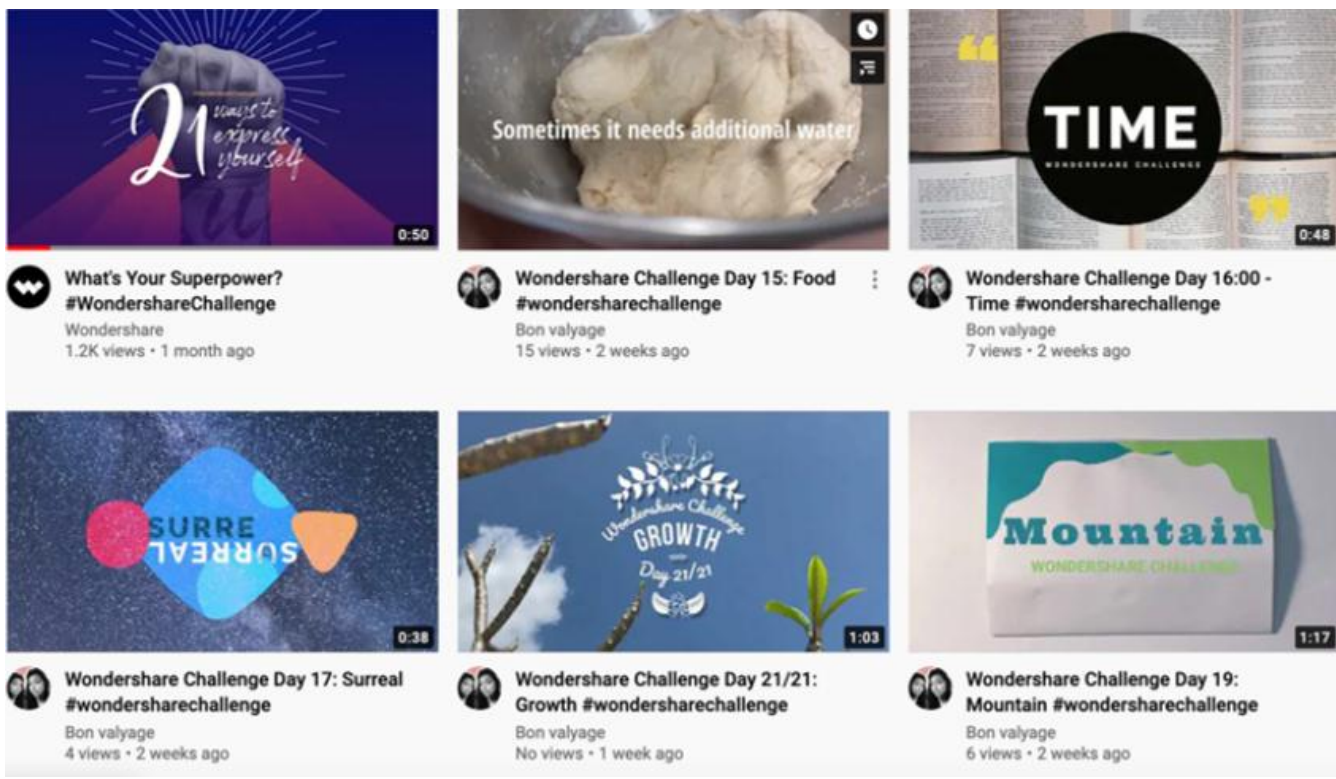 21 ways to
express
yourself
0:50
Sometimes it needs additional water
TIME
WONDERSHARE CHALLENGE
0:48
What's Your Superpower?
#WondershareChallenge
Wondershare
1.2K views • 1 month ago
Wondershare Challenge Day 15: Food
#wondersharechallenge
Bon valyage
15 views • 2 weeks ago
Wondershare Challenge Day 16:00 -
Time #wondersharechallenge
Bon valyage
7 views • 2 weeks ago
SURRE
SURREAL
0:38
Wondershare Challenge
GROWTH
Day 21/21
1:03
Mountain
WONDERSHARE CHALLENGE
1:17
Wondershare Challenge Day 17: Surreal
#wondersharechallenge
Bon valyage
4 views • 2 weeks ago
Wondershare Challenge Day 21/21:
Growth #wondersharechallenge
Bon valyage
No views • 1 week ago
Wondershare Challenge Day 19:
Mountain #wondersharechallenge
Bon valyage
6 views • 2 weeks ago